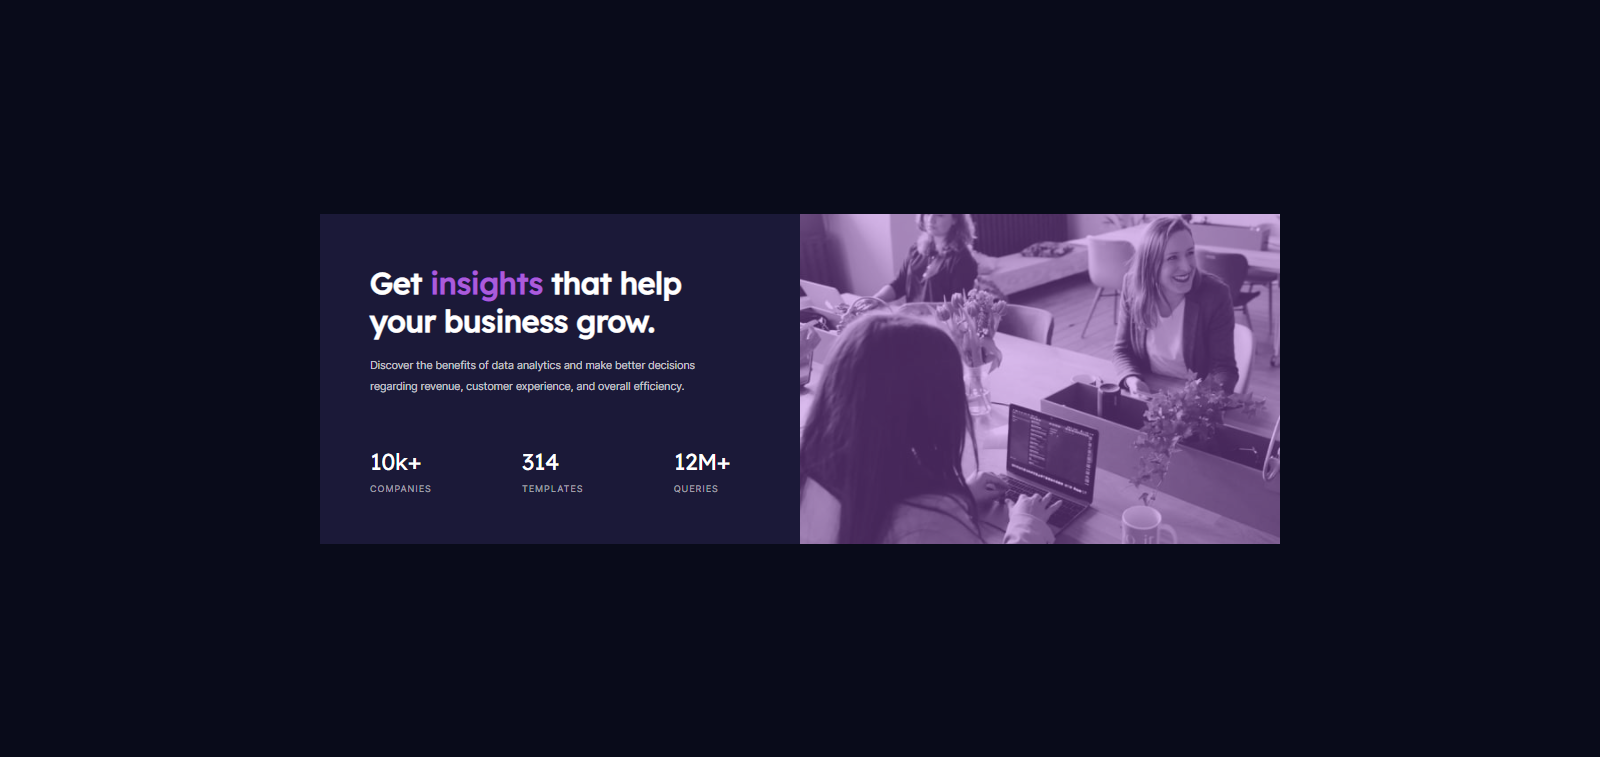 Get insights that help
your business grow.
Discover the benefits of data analytics and make better decisions
regarding revenue, customer experience, and overall efficiency.
10k+ 314 12M+
COMPANIES TEMPLATES QUERIES